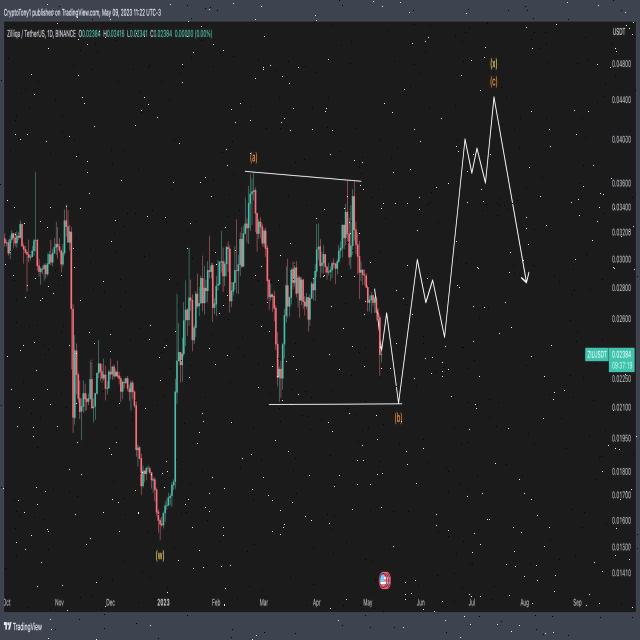 CryptoTony1 published on TradingView.com, May 09, 2023 11:22 UTC-3
Zilliqa / TetherUS, 1D, BINANCE O0.02384 H0.02416 L0.02341 C0.02384 0.00000 (0.00%)
USDT
(x)
0.04800
(c)
0.04400
0.04000
(a)
0.03600
0.03400
0.03208
0.03000
0.02800
0.02600
ZILUSDT 0.02384
09:37:19
0.02250
0.02100
(b)
0.01950
0.01800
0.01700
0.01600
0.01500
(w)
0.01410
Oct Nov Dec 2023 Feb Mar Apr May Jun Jul Aug Sep
TradingView